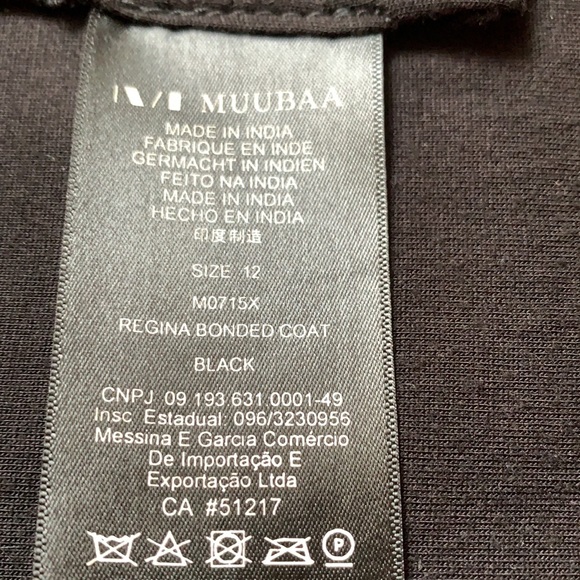 MUUBAA
MADE IN INDIA
FABRIQUE EN INDE
GERMACHT IN INDIEN
FEITO NA INDIA
MADE IN INDIA
HECHO EN INDIA
印度制造
SIZE 12
M0715X
REGINA BONDED COAT
BLACK
CNPJ 09 193 631 0001-49
Insc Estadual: 096/3230956
Messina E Garcia Comércio
De Importação E
Exportação Ltda
CA #51217
P